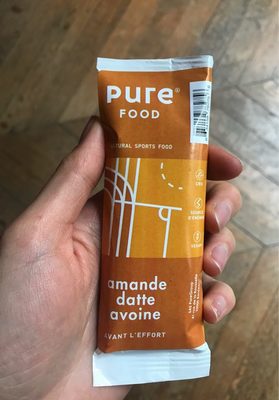 pure®
FOOD
NATURAL SPORTS FOOD
amande
datte
avoine
AVANT L'EFFORT